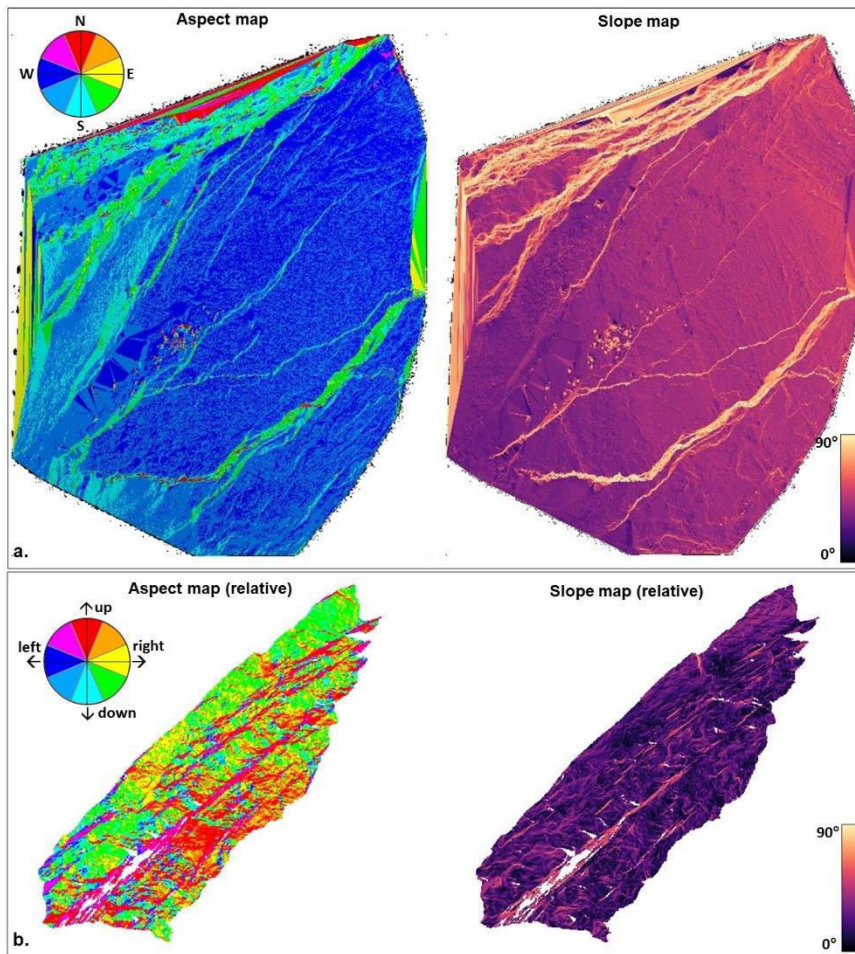 Aspect map
Slope map
N
W
E
S
90°
0°
a.
Aspect map (relative)
Slope map (relative)
up
left
right
down
90°
0°
b.